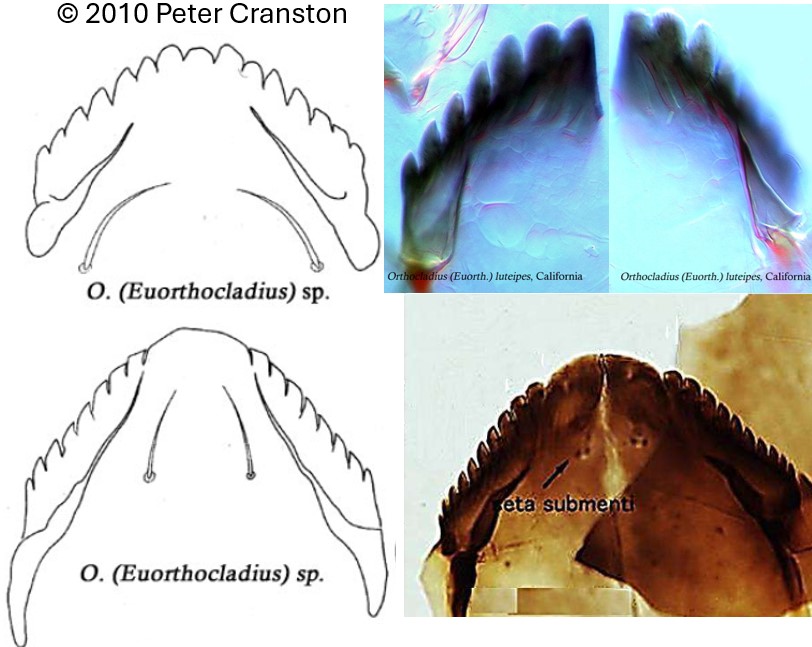 © 2010 Peter Cranston
Orthocladius (Euorth.) luteipes, California
Orthocladius (Euorth.) luteipes, California
O. (Euorthocladius) sp.
seta submenti
O. (Euorthocladius) sp.